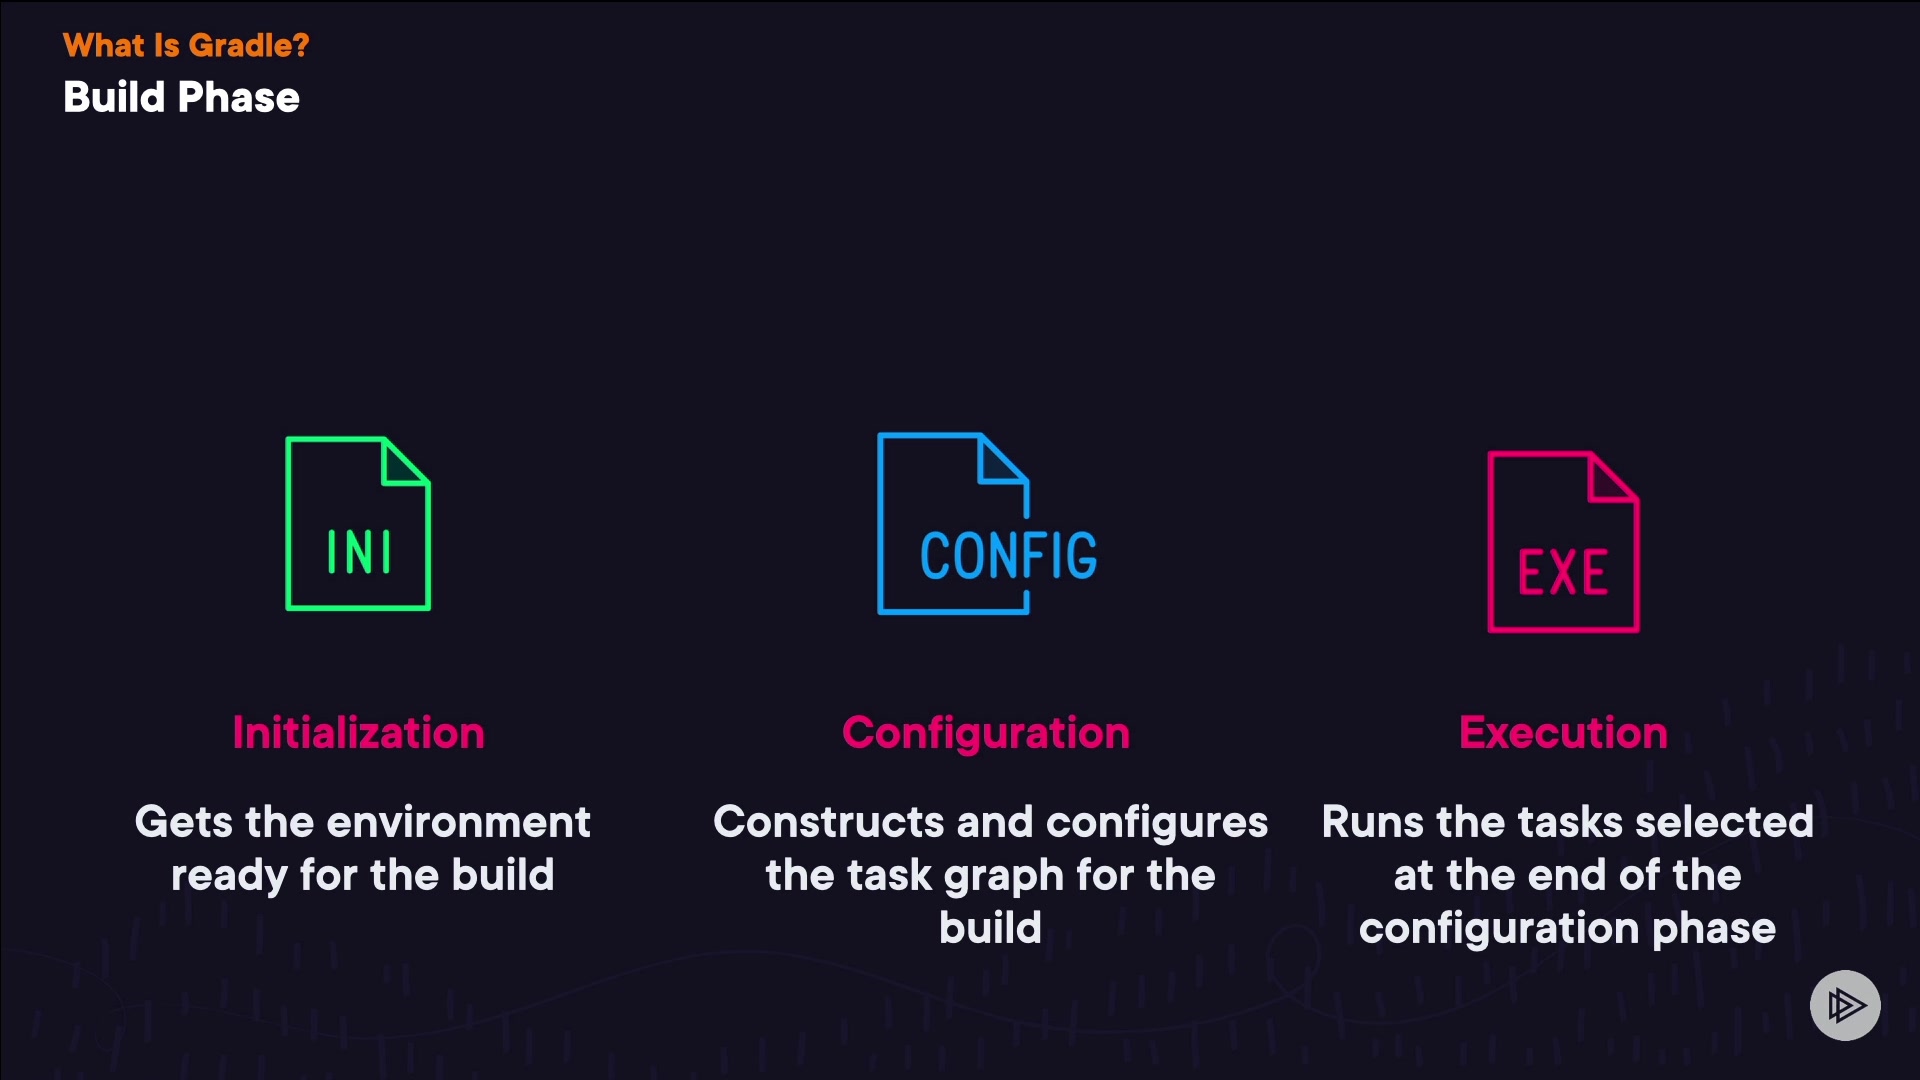 What Is Gradle?
Build Phase
INI
CONFIG
EXE
Initialization
Configuration
Execution
Gets the environment
ready for the build
Constructs and configures
the task graph for the
build
Runs the tasks selected
at the end of the
configuration phase